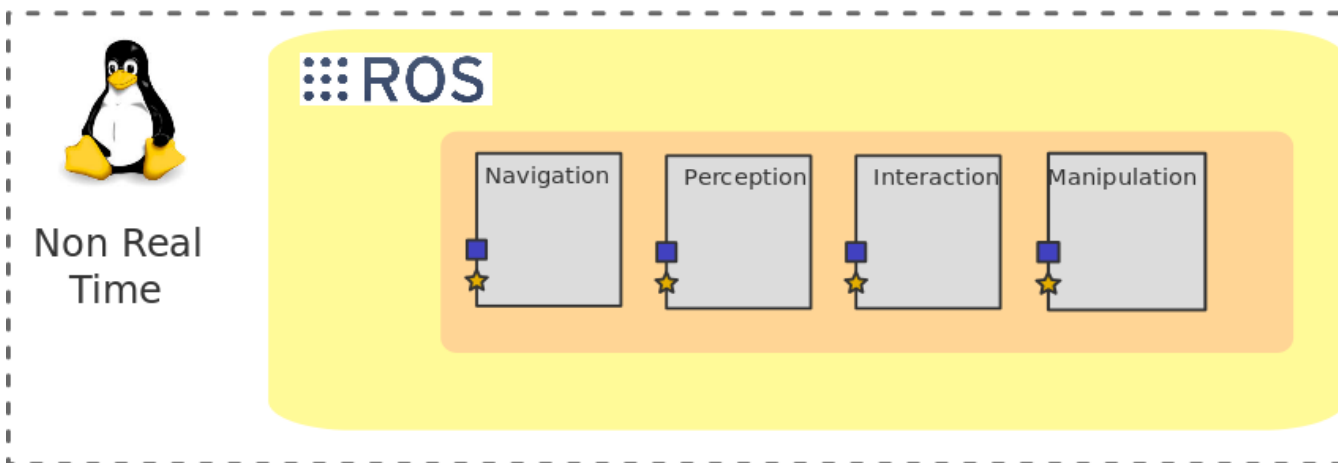 ROS
Navigation
Perception
Interaction
Manipulation
Non Real
Time